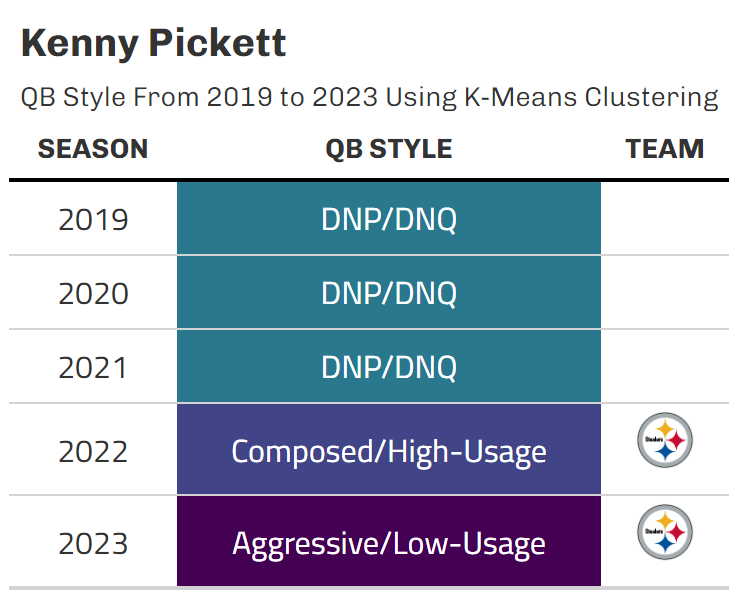 Kenny Pickett
QB Style From 2019 to 2023 Using K-Means Clustering
SEASON QB STYLE TEAM
2019 DNP/DNQ
2020 DNP/DNQ
2021 DNP/DNQ
2022 Composed/High-Usage Steelers
2023 Aggressive/Low-Usage Steelers